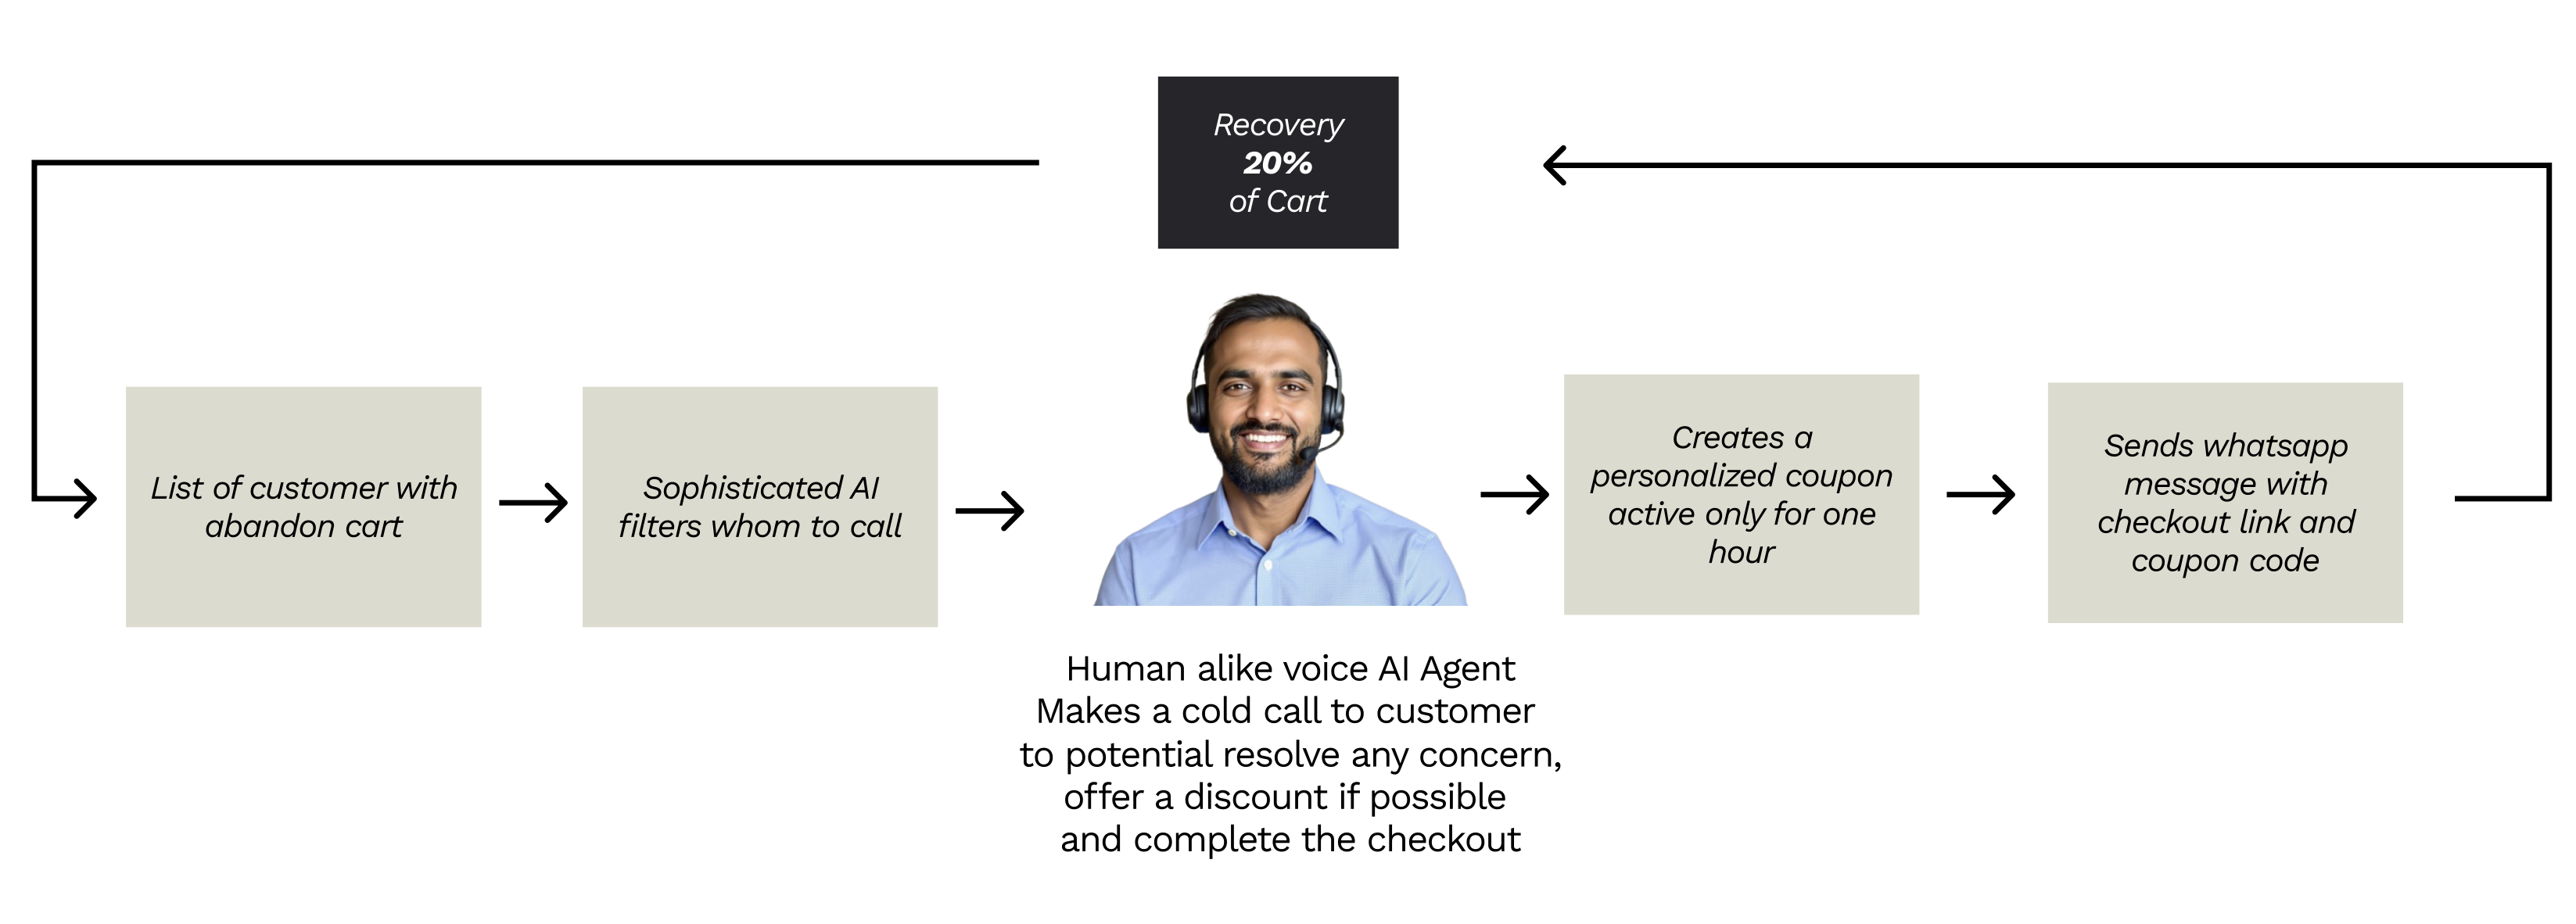 Recovery
20%
of Cart
List of customer with
abandon cart
Sophisticated AI
filters whom to call
Human alike voice AI Agent
Makes a cold call to customer
to potential resolve any concern,
offer a discount if possible
and complete the checkout
Creates a
personalized coupon
active only for one
hour
Sends whatsapp
message with
checkout link and
coupon code